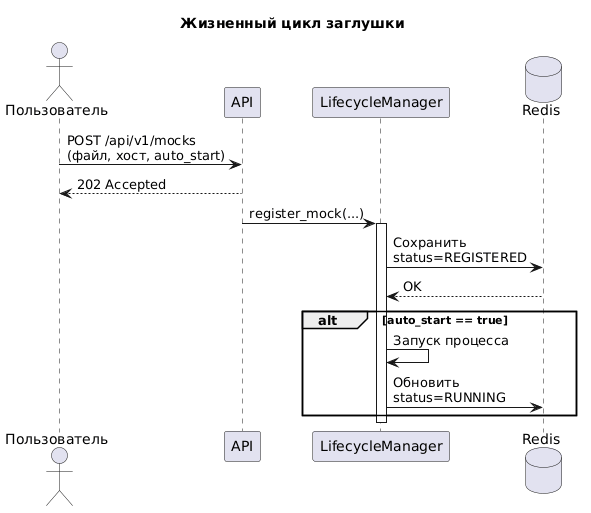 Жизненный цикл заглушки
Пользователь
API
LifecycleManager
Redis
POST /api/v1/mocks
(файл, хост, auto_start)
202 Accepted
register_mock(...)
Сохранить
status=REGISTERED
OK
alt
[auto_start == true]
Запуск процесса
Обновить
status=RUNNING
Пользователь
API
LifecycleManager
Redis